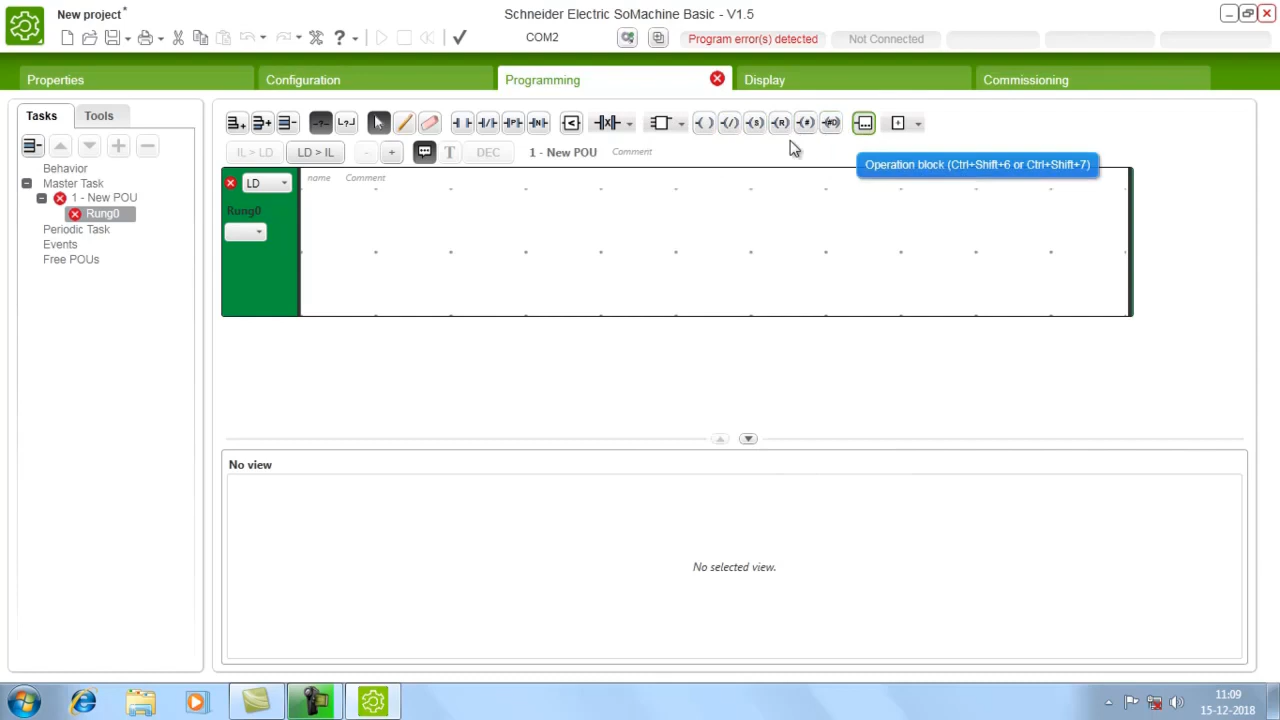 New project *
Schneider Electric SoMachine Basic - V1.5
COM2
Program error(s) detected
Not Connected
Properties
Configuration
Programming
Display
Commissioning
Tasks
Tools
IL > LD
LD > IL
-
+
T
DEC
1 - New POU
Comment
Operation block (Ctrl+Shift+6 or Ctrl+Shift+7)
Behavior
Master Task
1 - New POU
Rung0
Periodic Task
Events
Free POUs
LD
name
Comment
Rung0
No view
No selected view.
11:09
15-12-2018